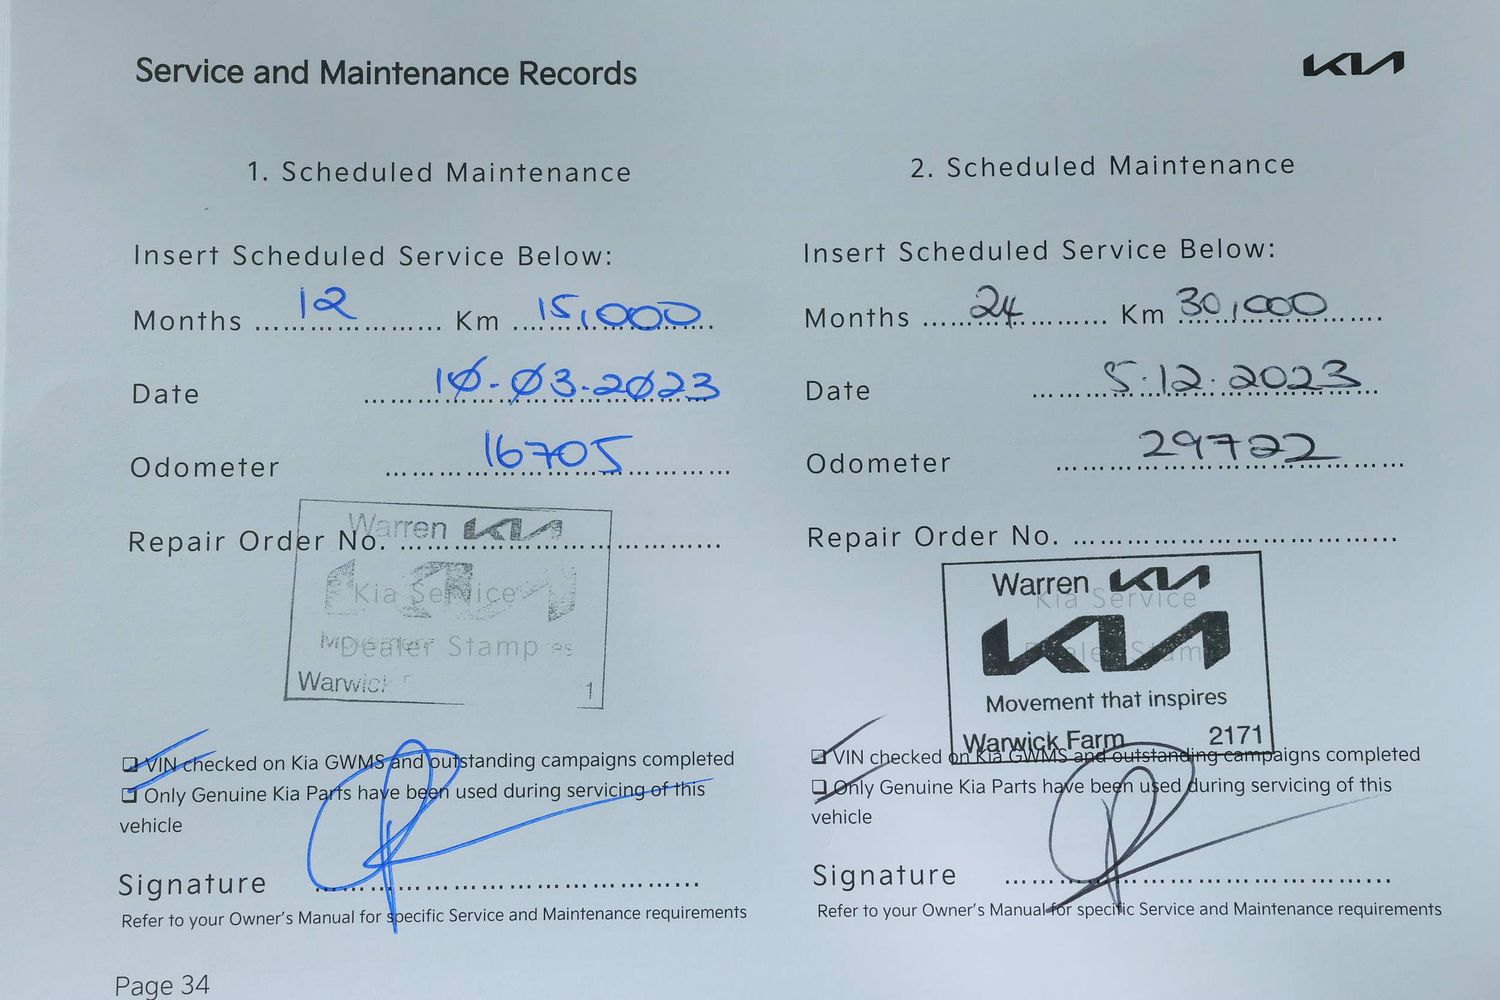 Service and Maintenance Records
KIA
1. Scheduled Maintenance
Insert Scheduled Service Below:
Months 12 Km 15,000
Date 10.03.2023
Odometer 16705
Repair Order No.
Warren KIA
Kia Service
Dealer Stamp
Warwick
1
VIN checked on Kia GWMS and outstanding campaigns completed
Only Genuine Kia Parts have been used during servicing of this
vehicle
Signature
Refer to your Owner's Manual for specific Service and Maintenance requirements
Page 34
2. Scheduled Maintenance
Insert Scheduled Service Below:
Months 24 Km 30,000
Date 5.12.2023
Odometer 29722
Repair Order No.
Warren KIA
Kia Service
KIA
Dealer Stamp
Movement that inspires
Warwick Farm 2171
VIN checked on Kia GWMS and outstanding campaigns completed
Only Genuine Kia Parts have been used during servicing of this
vehicle
Signature
Refer to your Owner's Manual for specific Service and Maintenance requirements